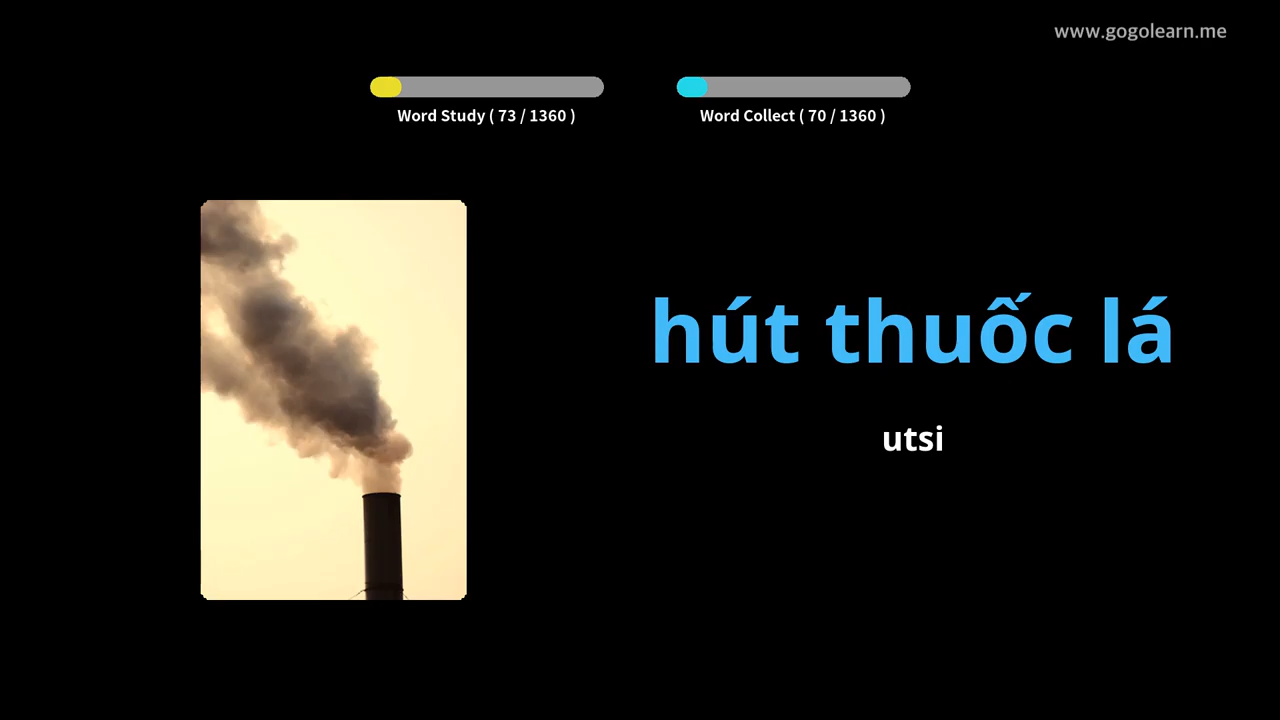 www.gogolearn.me
Word Study ( 73 / 1360 )
Word Collect ( 70 / 1360 )
hút thuốc lá
utsi